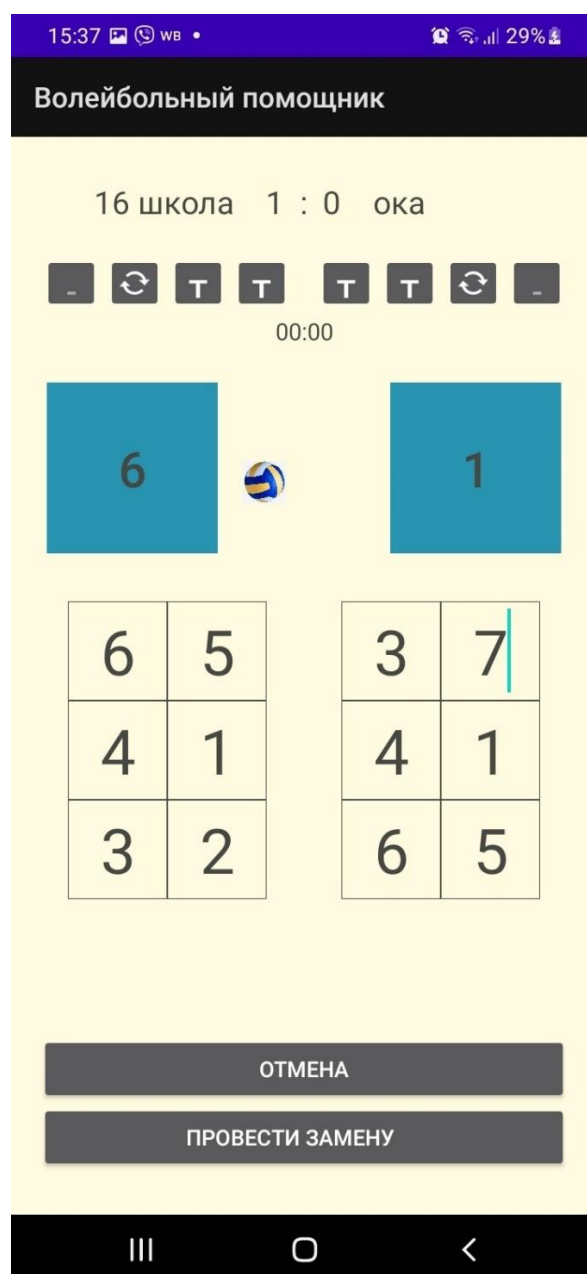 15:37 WB • 29%
Волейбольный помощник
16 школа 1 : 0 ока
- T T T T -
00:00
6 1
6 5 3 7
4 1 4 1
3 2 6 5
ОТМЕНА
ПРОВЕСТИ ЗАМЕНУ